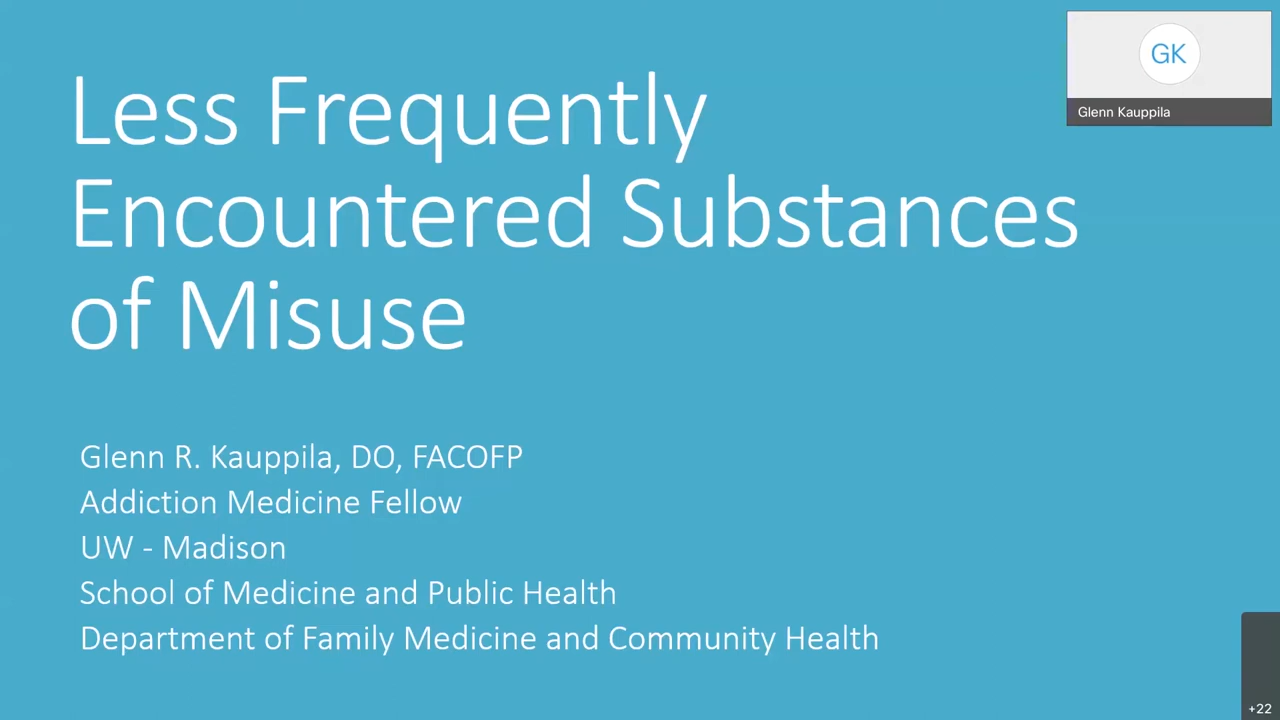 Less Frequently
Encountered Substances
of Misuse
GK
Glenn Kauppila
Glenn R. Kauppila, DO, FACOFP
Addiction Medicine Fellow
UW - Madison
School of Medicine and Public Health
Department of Family Medicine and Community Health
+22